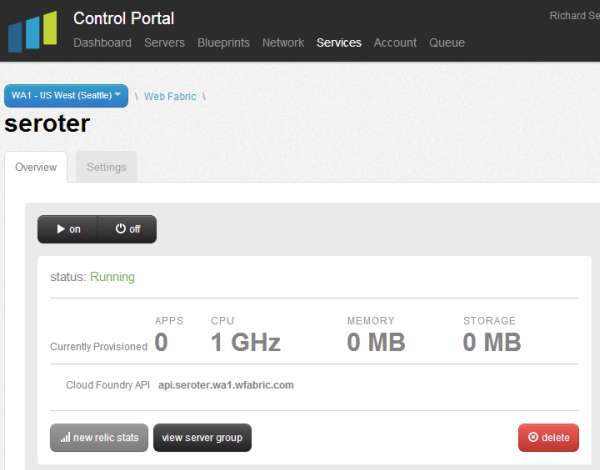 Control Portal
Richard Se
Dashboard Servers Blueprints Network Services Account Queue
WA1 - US West (Seattle) \ Web Fabric \
seroter
Overview Settings
on off
status: Running
APPS CPU MEMORY STORAGE
Currently Provisioned 0 1 GHz 0 MB 0 MB
Cloud Foundry API api.seroter.wa1.wfabric.com
new relic stats view server group delete